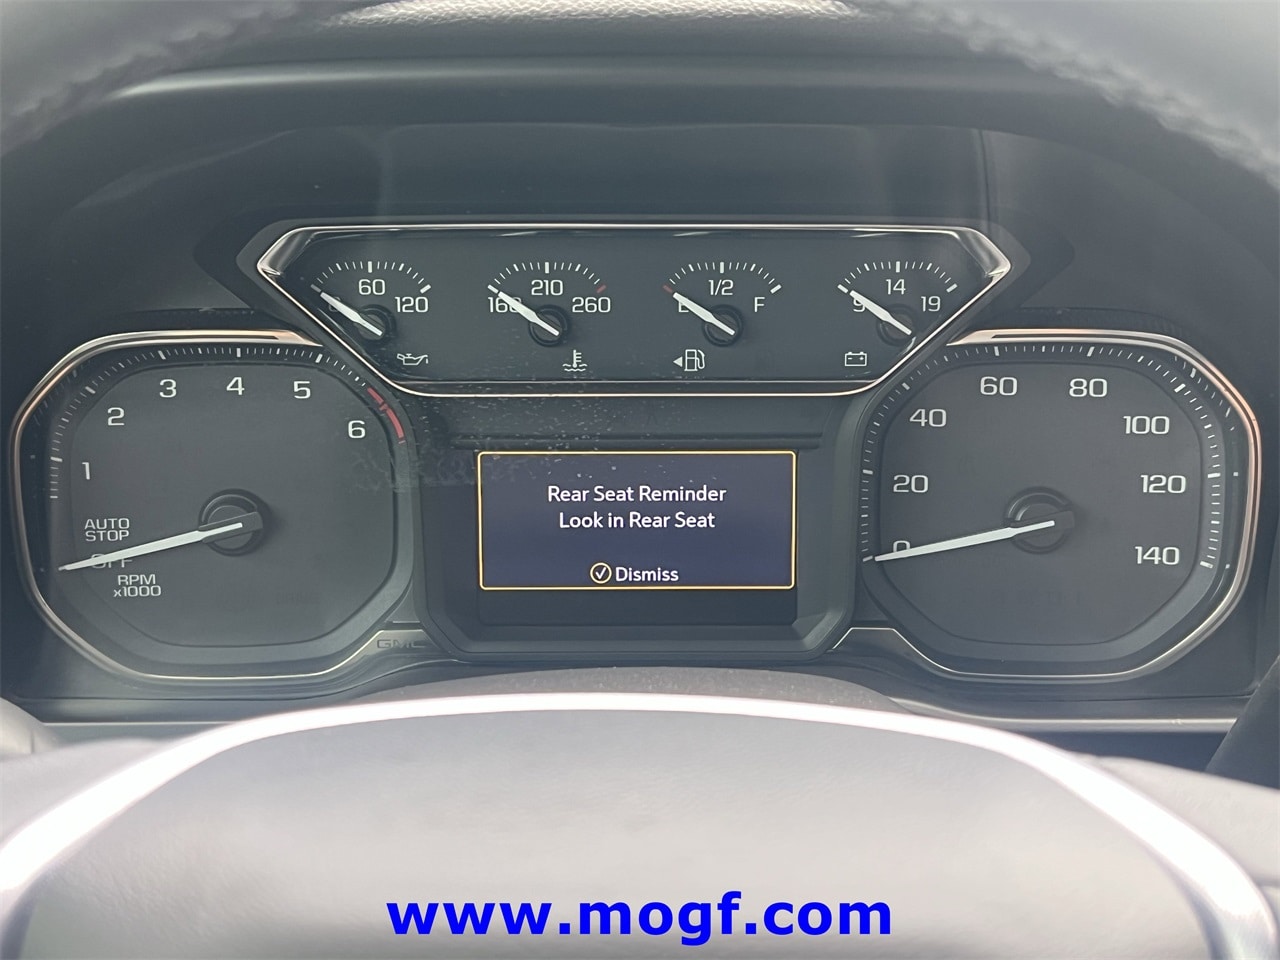 60
0 120
210
160 260
1/2
E F
14
9 19
1
2
3
4
5
6
AUTO
STOP
OFF
RPM
x1000
Rear Seat Reminder
Look in Rear Seat
Dismiss
0
20
40
60
80
100
120
140
GMC
www.mogf.com